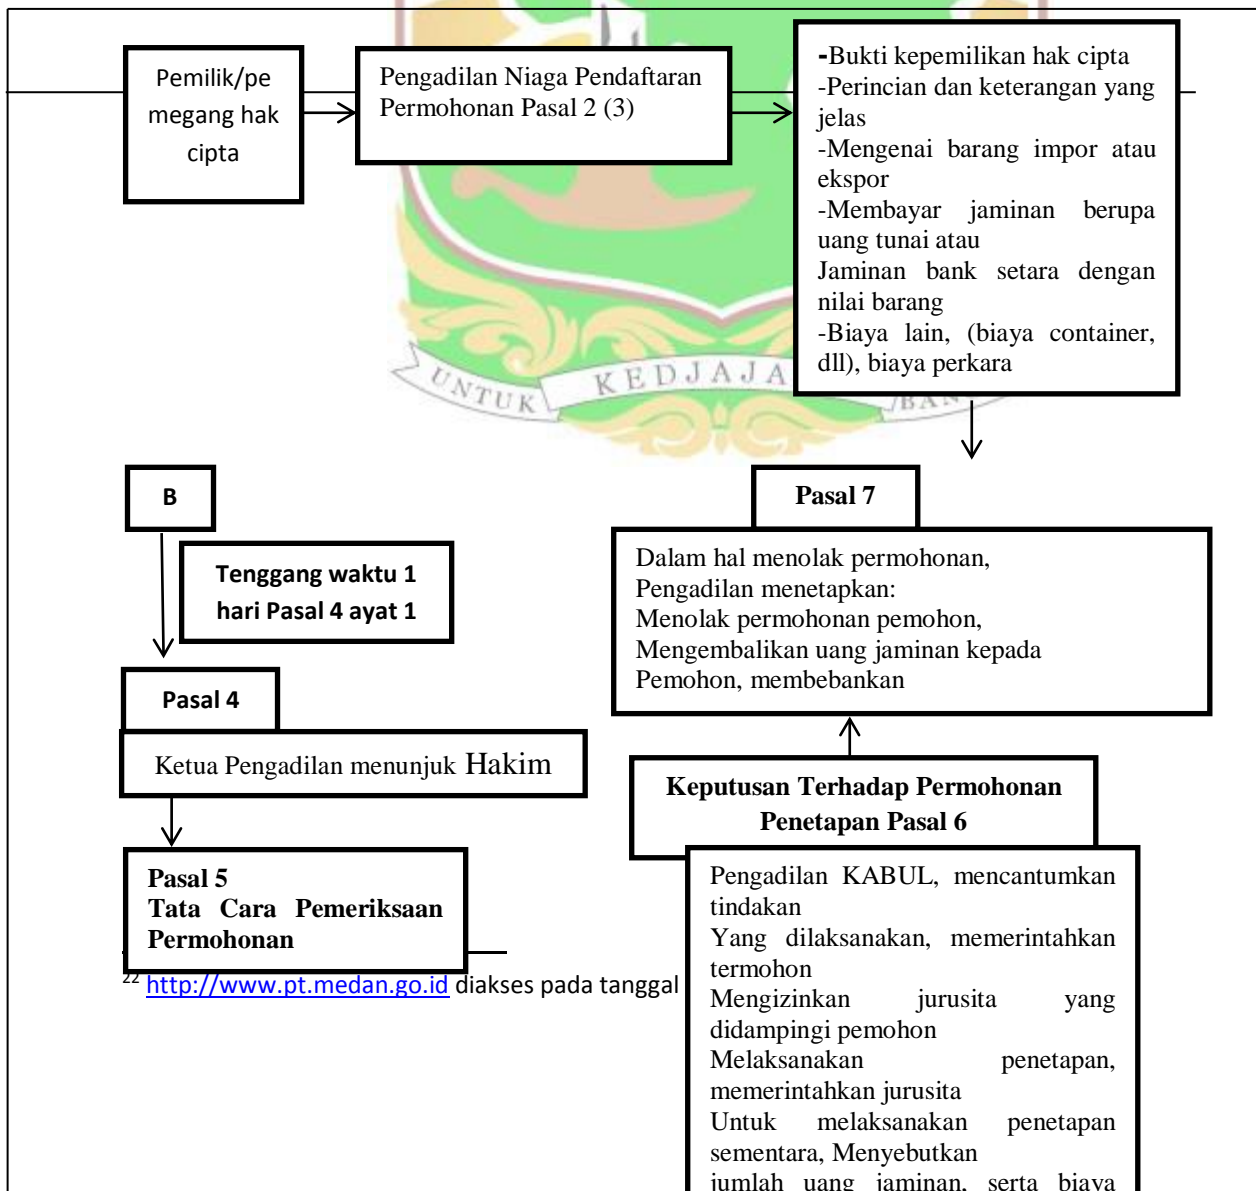 Pemilik/pe
megang hak
cipta
Pengadilan Niaga Pendaftaran
Permohonan Pasal 2 (3)
-Bukti kepemilikan hak cipta
-Perincian dan keterangan yang
jelas
-Mengenai barang impor atau
ekspor
-Membayar jaminan berupa
uang tunai atau
Jaminan bank setara dengan
nilai barang
-Biaya lain, (biaya container,
dll), biaya perkara
UNTUK KEDJAJA
BAN
B
Tenggang waktu 1
hari Pasal 4 ayat 1
Pasal 4
Ketua Pengadilan menunjuk Hakim
Pasal 5
Tata Cara Pemeriksaan
Permohonan
Pasal 7
Dalam hal menolak permohonan,
Pengadilan menetapkan:
Menolak permohonan pemohon,
Mengembalikan uang jaminan kepada
Pemohon, membebankan
Keputusan Terhadap Permohonan
Penetapan Pasal 6
Pengadilan KABUL, mencantumkan
tindakan
Yang dilaksanakan, memerintahkan
termohon
Mengizinkan jurusita yang
didampingi pemohon
Melaksanakan penetapan,
memerintahkan jurusita
Untuk melaksanakan penetapan
sementara, Menyebutkan
jumlah uang jaminan, serta biaya
22 http://www.pt.medan.go.id diakses pada tanggal